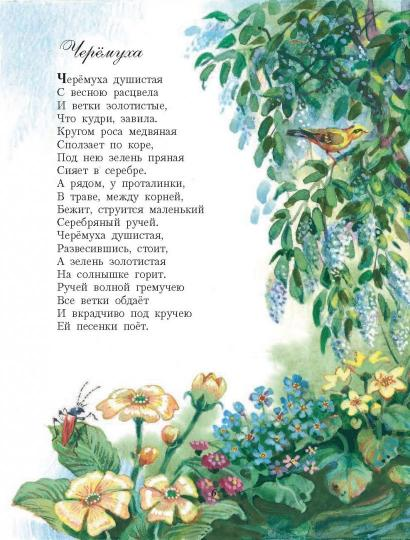 Черёмуха
Черёмуха душистая
С весною расцвела
И ветки золотистые,
Что кудри, завила.
Кругом роса медвяная
Сползает по коре,
Под нею зелень пряная
Сияет в серебре.
А рядом, у проталинки,
В траве, между корней,
Бежит, струится маленький
Серебряный ручей.
Черёмуха душистая,
Развесившись, стоит,
А зелень золотистая
На солнышке горит.
Ручей волной гремучею
Все ветки обдаёт
И вкрадчиво под кручею
Ей песенки поёт.